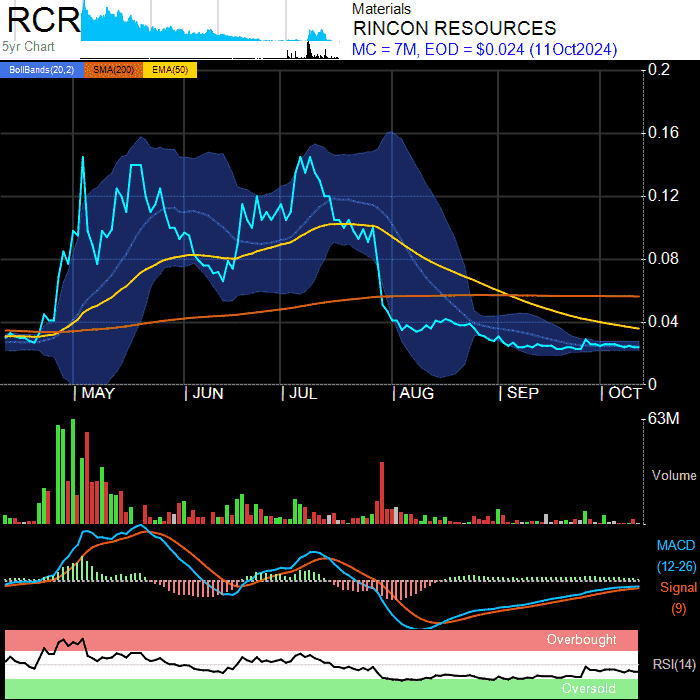 RCR
5yr Chart
Materials
RINCON RESOURCES
MC = 7M, EOD = $0.024 (11Oct2024)
BollBands(20,2) SMA(200) EMA(50)
0.2
0.16
0.12
0.08
0.04
0
MAY JUN JUL AUG SEP OCT
63M
Volume
MACD
(12-26)
Signal
(9)
Overbought
RSI(14)
Oversold